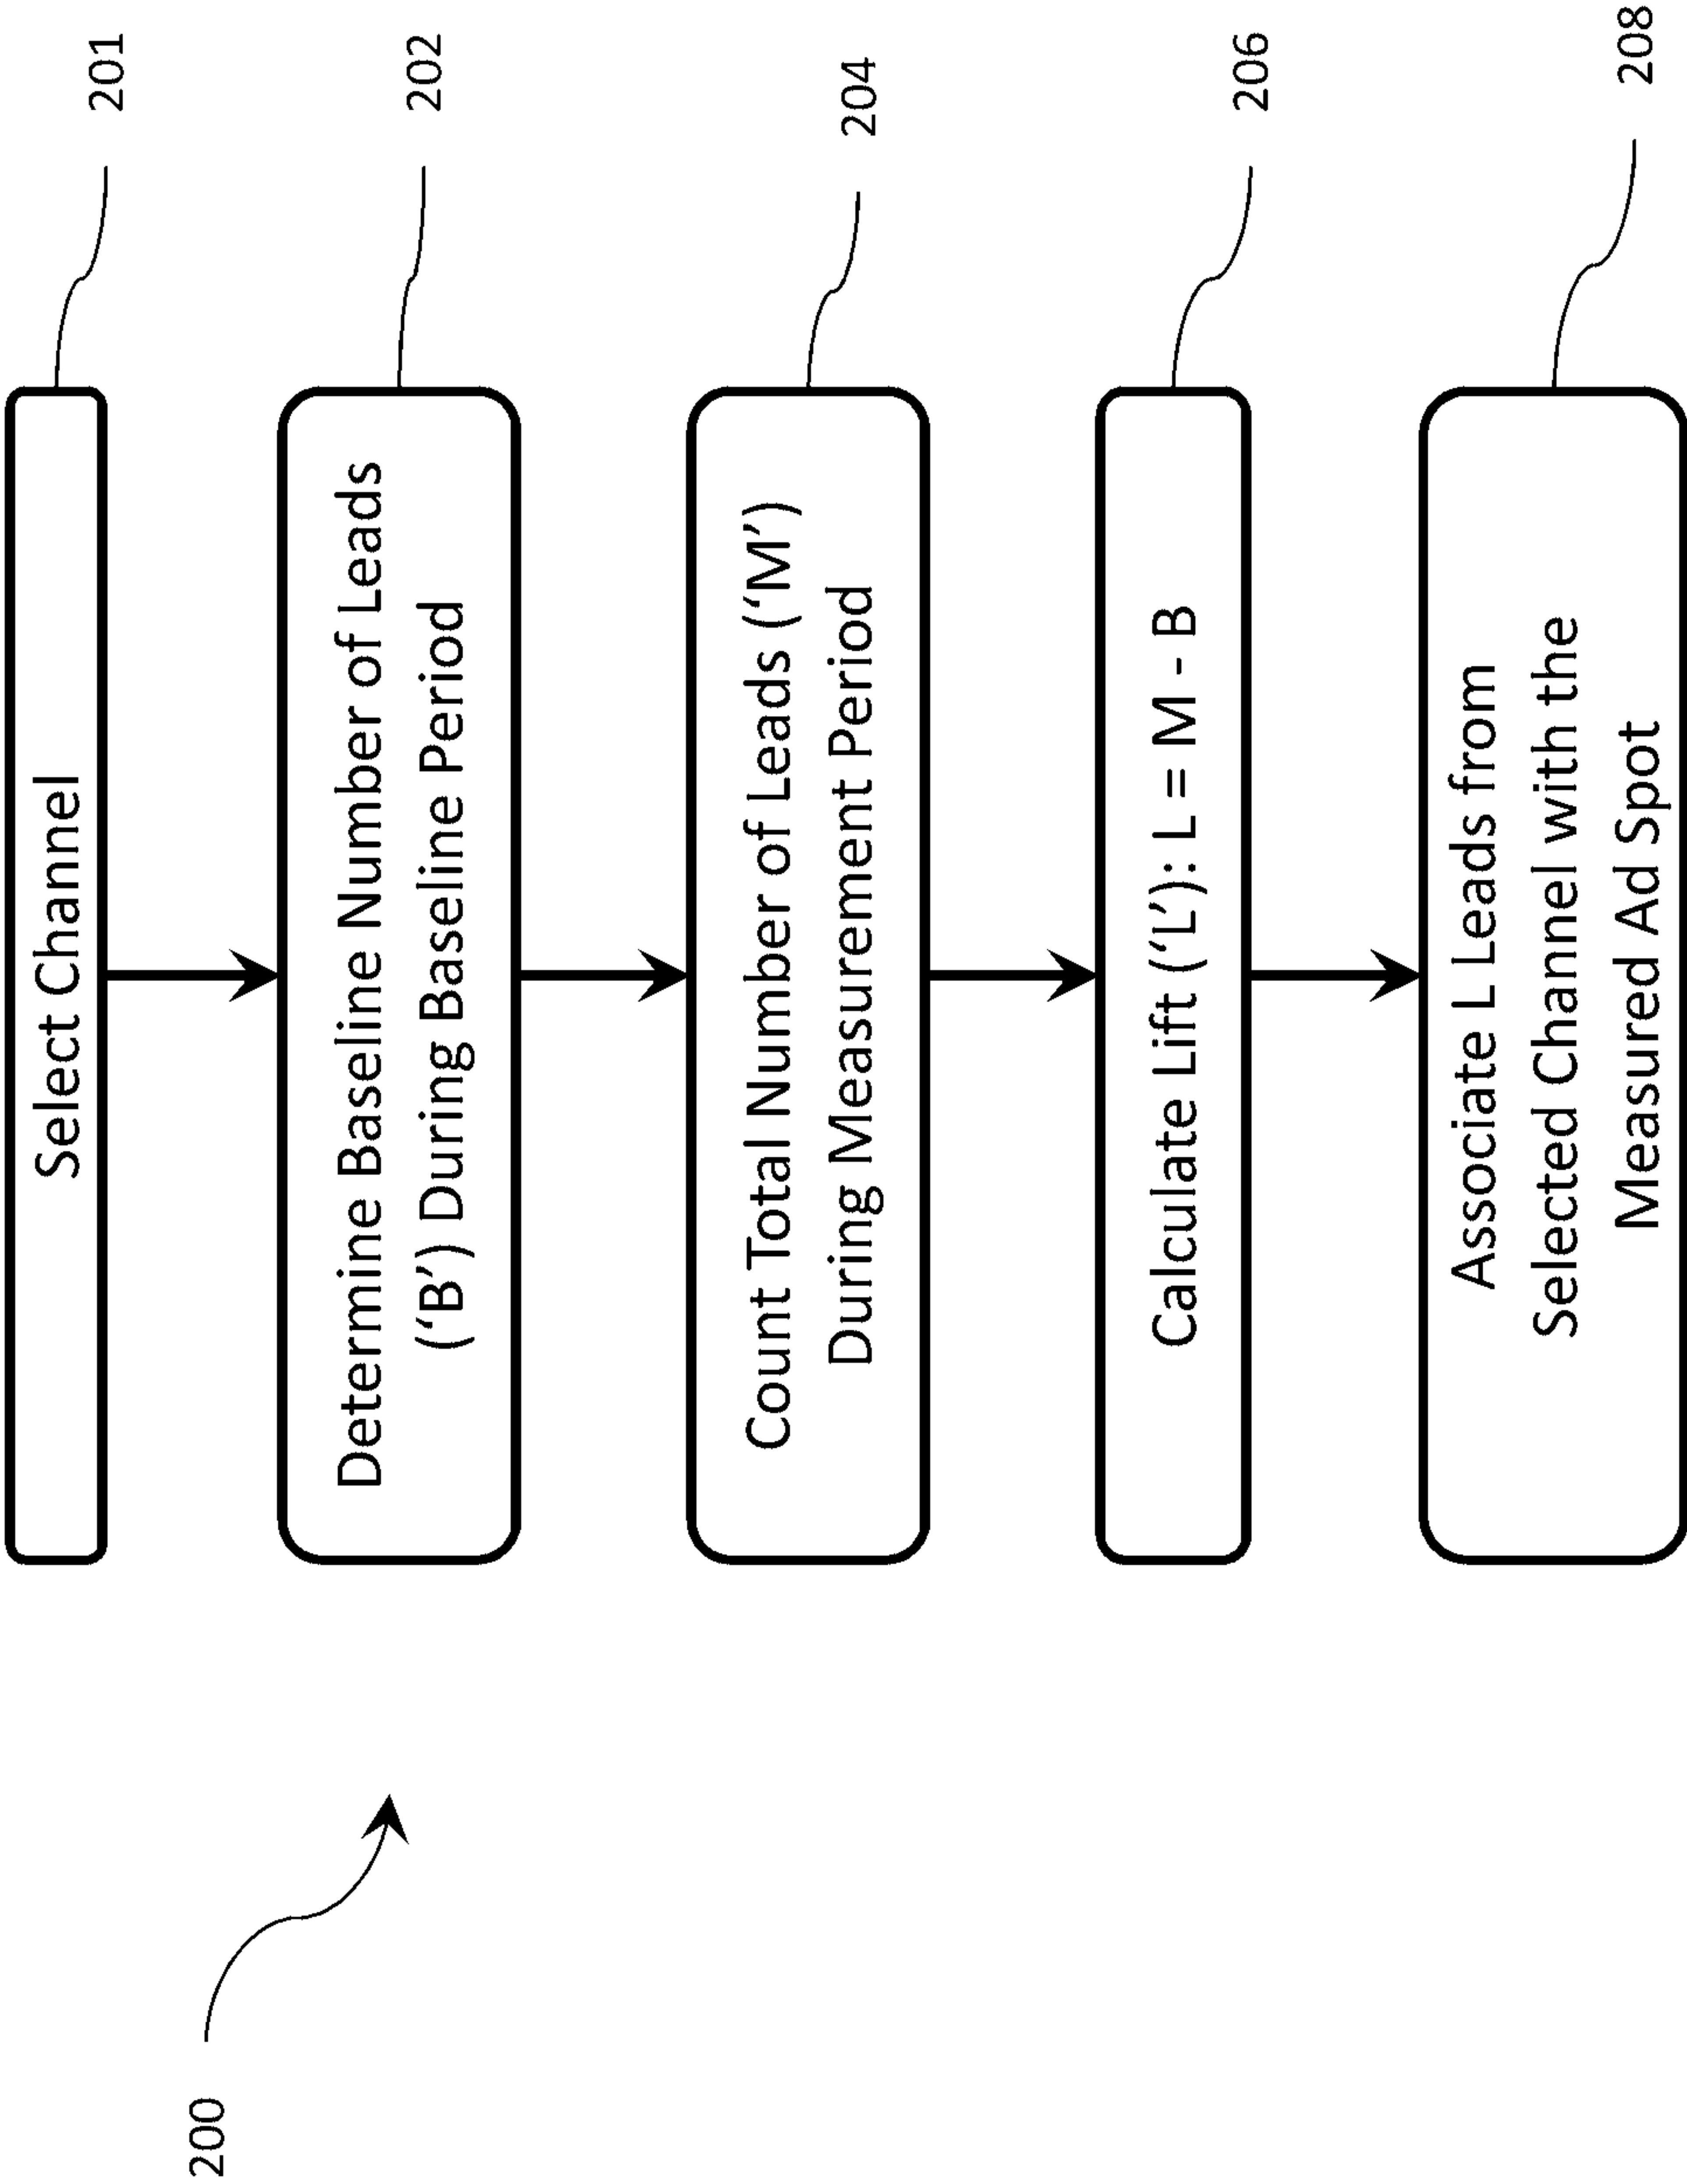 200
Select Channel
201
Determine Baseline Number of Leads
(‘B’) During Baseline Period
202
Count Total Number of Leads (‘M’)
During Measurement Period
204
Calculate Lift (‘L’): L = M - B
206
Associate L Leads from
Selected Channel with the
Measured Ad Spot
208